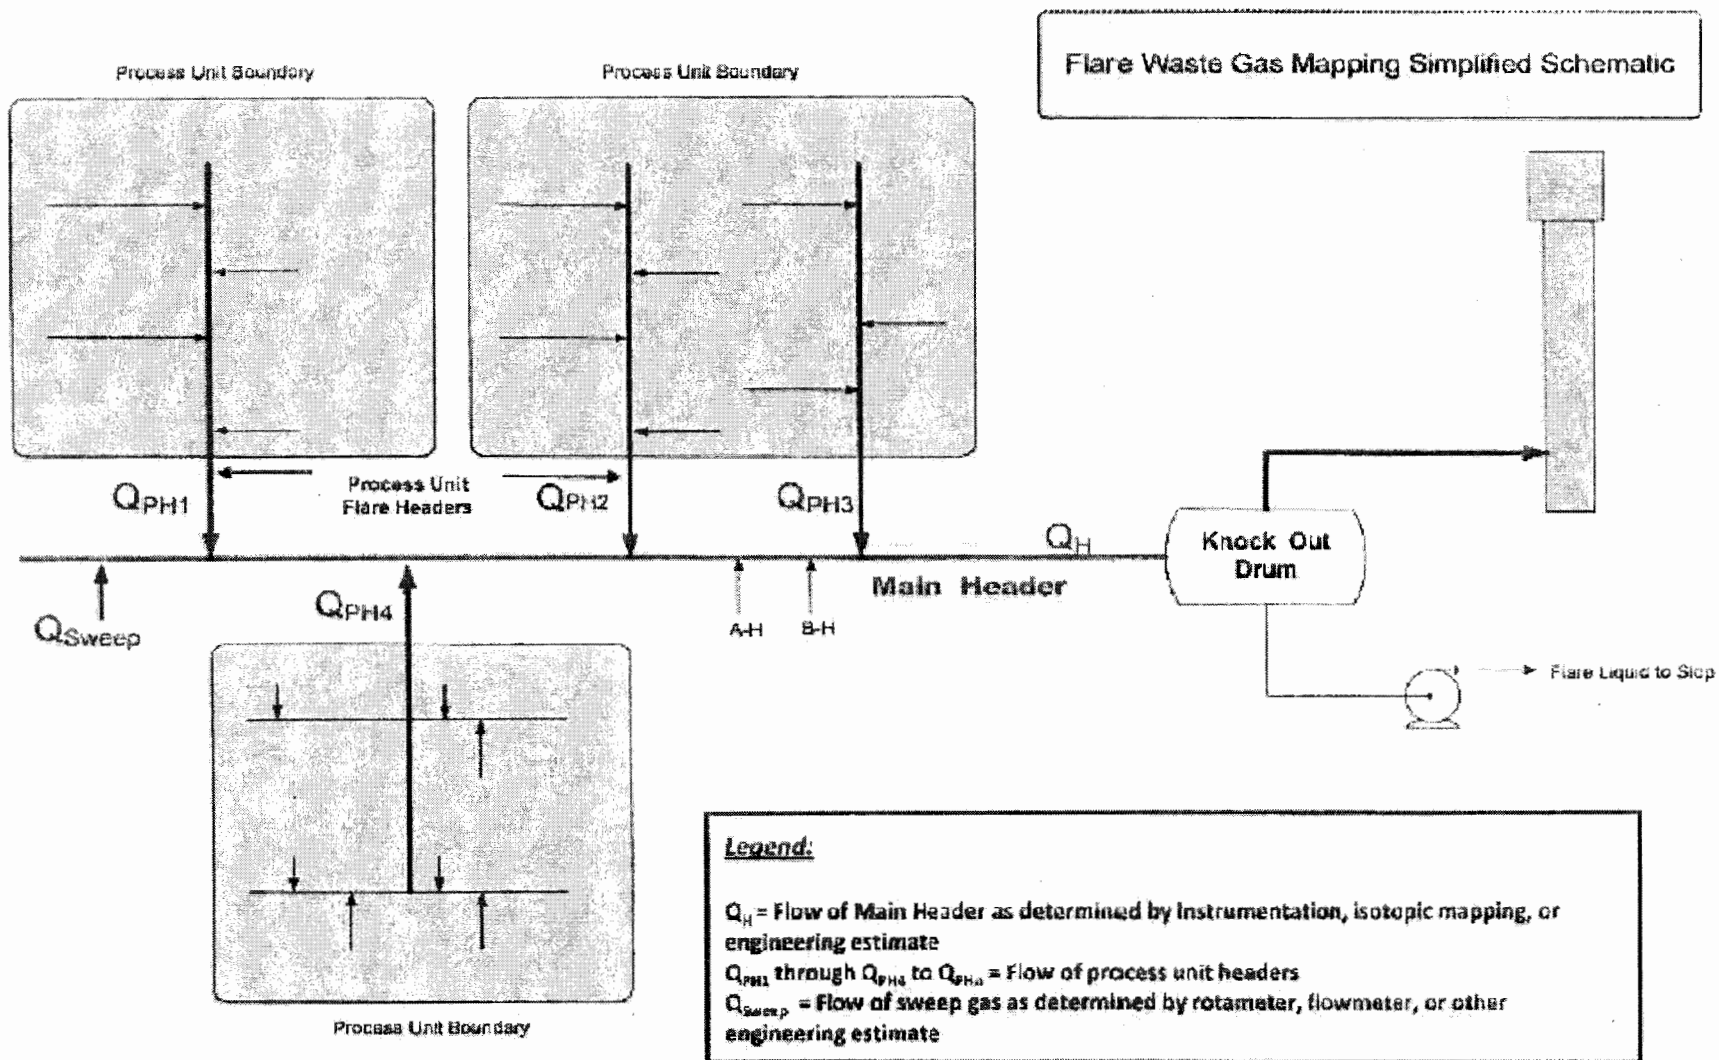 Flare Waste Gas Mapping Simplified Schematic
Process Unit Boundary
Process Unit Boundary
QPH1
Process Unit
Flare Headers
QPH2
QPH3
QH
Knock Out
Drum
Main Header
QSweep
QPH4
A-H
B-H
Flare Liquid to Slop
Process Unit Boundary
Legend:
QH = Flow of Main Header as determined by instrumentation, isotopic mapping, or
engineering estimate
QPH1 through QPH4 to QPHn = Flow of process unit headers
QSweep = Flow of sweep gas as determined by rotameter, flowmeter, or other
engineering estimate